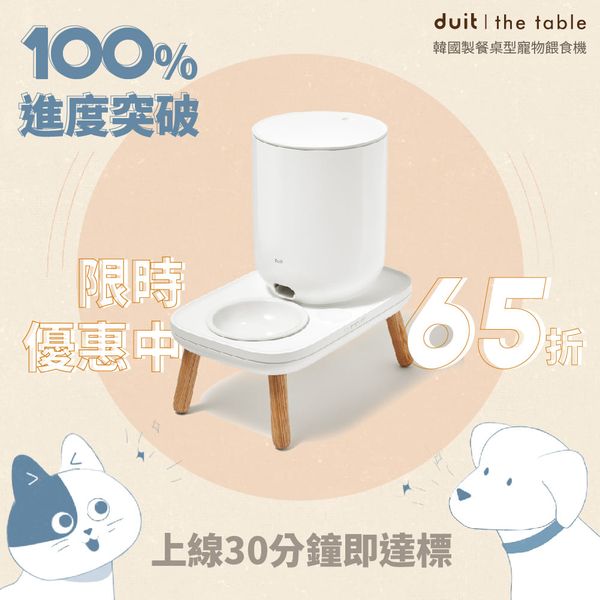 duit | the table
韓國製餐桌型寵物餵食機
100%
進度突破
限時
優惠中
65折
duit
上線30分鐘即達標